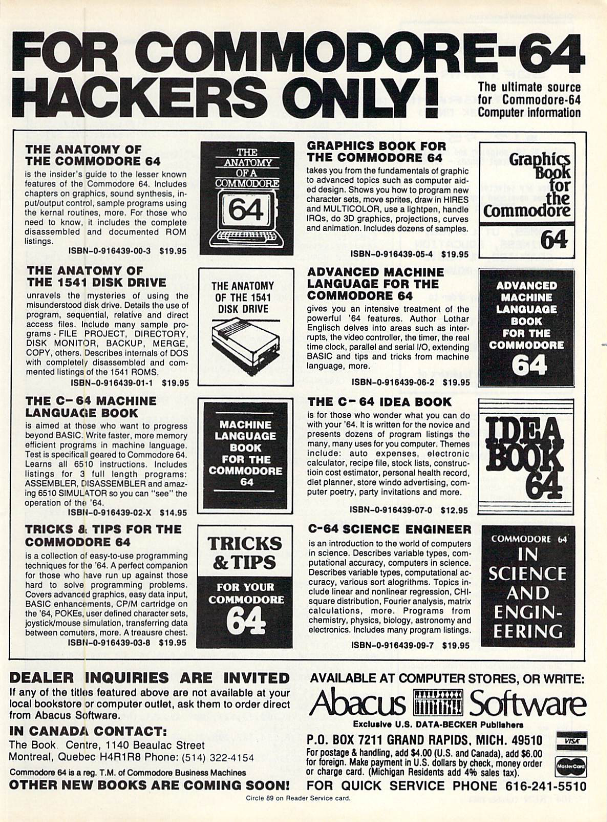 FOR COMMODORE-64
HACKERS ONLY!
The ultimate source
for Commodore-64
Computer information
THE ANATOMY OF
THE COMMODORE 64
is the insider's guide to the lesser known
features of the Commodore 64. Includes
chapters on graphics, sound synthesis, in-
put/output control, sample programs using
the kernal routines, more. For those who
need to know, it includes the complete
disassembled and documented ROM
listings.
ISBN-0-916439-00-3 $19.95
THE
ANATOMY
OF A
COMMODORE
64
THE ANATOMY OF
THE 1541 DISK DRIVE
unravels the mysteries of using the
misunderstood disk drive. Details the use of
program, sequential, relative and direct
access files. Include many sample pro-
grams - FILE PROJECT, DIRECTORY,
DISK MONITOR, BACKUP, MERGE,
COPY, others. Describes internals of DOS
with completely disassembled and com-
mented listings of the 1541 ROMS.
ISBN-0-916439-01-1 $19.95
THE ANATOMY
OF THE 1541
DISK DRIVE
THE C-64 MACHINE
LANGUAGE BOOK
is aimed at those who want to progress
beyond BASIC. Write faster, more memory
efficient programs in machine language.
Test is specifically geared to Commodore 64.
Learns all 6510 instructions. Includes
listings for 3 full length programs:
ASSEMBLER, DISASSEMBLER and amaz-
ing 6510 SIMULATOR so you can "see" the
operation of the '64.
ISBN-0-916439-02-X $14.95
MACHINE
LANGUAGE
BOOK
FOR THE
COMMODORE
64
TRICKS & TIPS FOR THE
COMMODORE 64
is a collection of easy-to-use programming
techniques for the '64. A perfect companion
for those who have run up against those
hard to solve programming problems.
Covers advanced graphics, easy data input,
BASIC enhancements, CP/M cartridge on
the '64, POKEs, user defined character sets,
joystick/mouse simulation, transferring data
between comuters, more. A treausre chest.
ISBN-0-916439-03-8 $19.95
TRICKS
& TIPS
FOR YOUR
COMMODORE
64
GRAPHICS BOOK FOR
THE COMMODORE 64
takes you from the fundamentals of graphic
to advanced topics such as computer aid-
ed design. Shows you how to program new
character sets, move sprites, draw in HIRES
and MULTICOLOR, use a lightpen, handle
IRQs, do 3D graphics, projections, curves
and animation. Includes dozens of samples.
ISBN-0-916439-05-4 $19.95
Graphics
Book
for
the
Commodore
64
ADVANCED MACHINE
LANGUAGE FOR THE
COMMODORE 64
gives you an intensive treatment of the
powerful '64 features. Author Lothar
Englisch delves into areas such as inter-
rupts, the video controller, the timer, the real
time clock, parallel and serial I/O, extending
BASIC and tips and tricks from machine
language, more.
ISBN-0-916439-06-2 $19.95
ADVANCED
MACHINE
LANGUAGE
BOOK
FOR THE
COMMODORE
64
THE C-64 IDEA BOOK
is for those who wonder what you can do
with your '64. It is written for the novice and
presents dozens of program listings the
many, many uses for you computer. Themes
include: auto expenses, electronic
calculator, recipe file, stock lists, construc-
tion cost estimator, personal health record,
diet planner, store windo advertising, com-
puter poetry, party invitations and more.
ISBN-0-916439-07-0 $12.95
IDEA
BOOK
64
C-64 SCIENCE ENGINEER
is an introduction to the world of computers
in science. Describes variable types, com-
putational accuracy, computers in science.
Describes variable types, computational ac-
curacy, various sort alogrithms. Topics in-
clude linear and nonlinear regression, CHI-
square distribution, Fourier analysis, matrix
calculations, more. Programs from
chemistry, physics, biology, astronomy and
electronics. Includes many program listings.
ISBN-0-916439-09-7 $19.95
COMMODORE 64
IN
SCIENCE
AND
ENGIN-
EERING
DEALER INQUIRIES ARE INVITED
If any of the titles featured above are not available at your
local bookstore or computer outlet, ask them to order direct
from Abacus Software.
IN CANADA CONTACT:
The Book Centre, 1140 Beaulac Street
Montreal, Quebec H4R1R8 Phone: (514) 322-4154
Commodore 64 is a reg. T.M. of Commodore Business Machines
OTHER NEW BOOKS ARE COMING SOON!
AVAILABLE AT COMPUTER STORES, OR WRITE:
Abacus Software
Exclusive U.S. DATA-BECKER Publishers
P.O. BOX 7211 GRAND RAPIDS, MICH. 49510
For postage & handling, add $4.00 (U.S. and Canada), add $6.00
for foreign. Make payment in U.S. dollars by check, money order
or charge card. (Michigan Residents add 4% sales tax).
VISA
MasterCard
FOR QUICK SERVICE PHONE 616-241-5510
Circle 89 on Reader Service card.